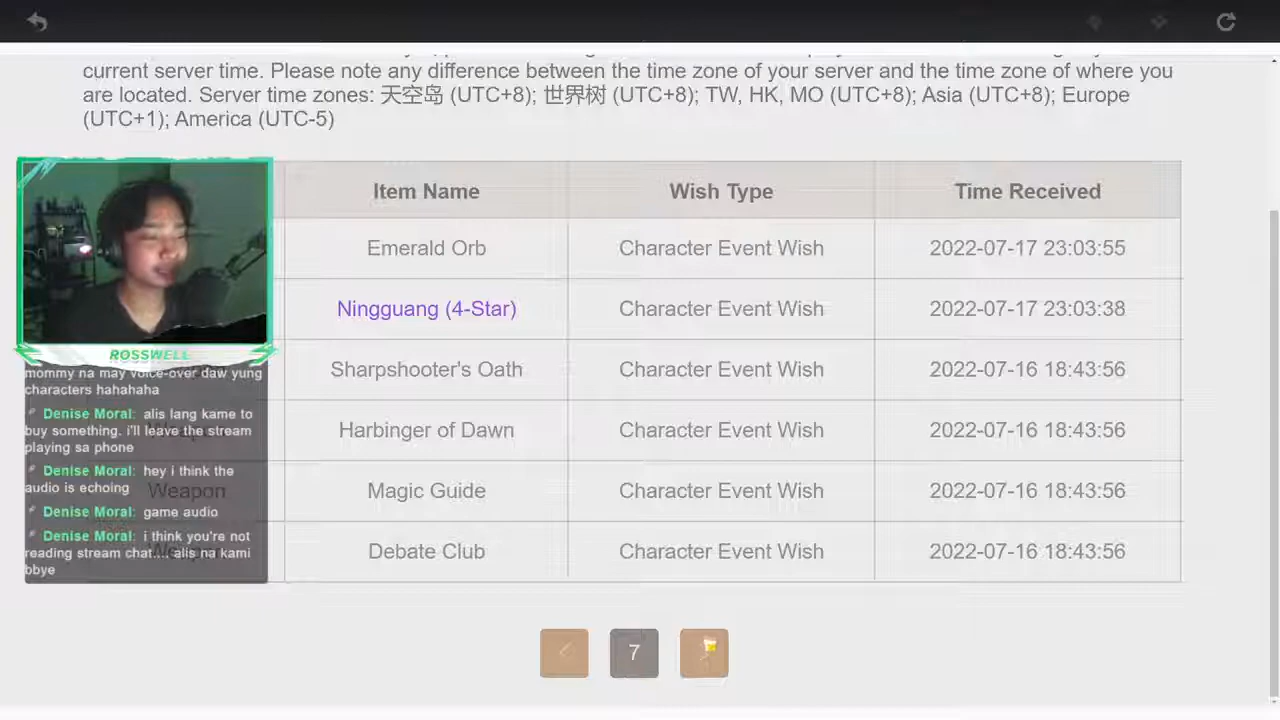 current server time. Please note any difference between the time zone of your server and the time zone of where you
are located. Server time zones: 天空岛 (UTC+8); 世界树 (UTC+8); TW, HK, MO (UTC+8); Asia (UTC+8); Europe
(UTC+1); America (UTC-5)
Item Name Wish Type Time Received
Emerald Orb Character Event Wish 2022-07-17 23:03:55
Ningguang (4-Star) Character Event Wish 2022-07-17 23:03:38
Sharpshooter's Oath Character Event Wish 2022-07-16 18:43:56
Harbinger of Dawn Character Event Wish 2022-07-16 18:43:56
Weapon Magic Guide Character Event Wish 2022-07-16 18:43:56
Debate Club Character Event Wish 2022-07-16 18:43:56
ROSSWELL
mommy na may voice-over daw yung
characters hahahaha
Denise Moral: alis lang kame to
buy something. i'll leave the stream
playing sa phone
Denise Moral: hey i think the
audio is echoing
Denise Moral: game audio
Denise Moral: i think you're not
reading stream chat.... alis na kami
bbye
7